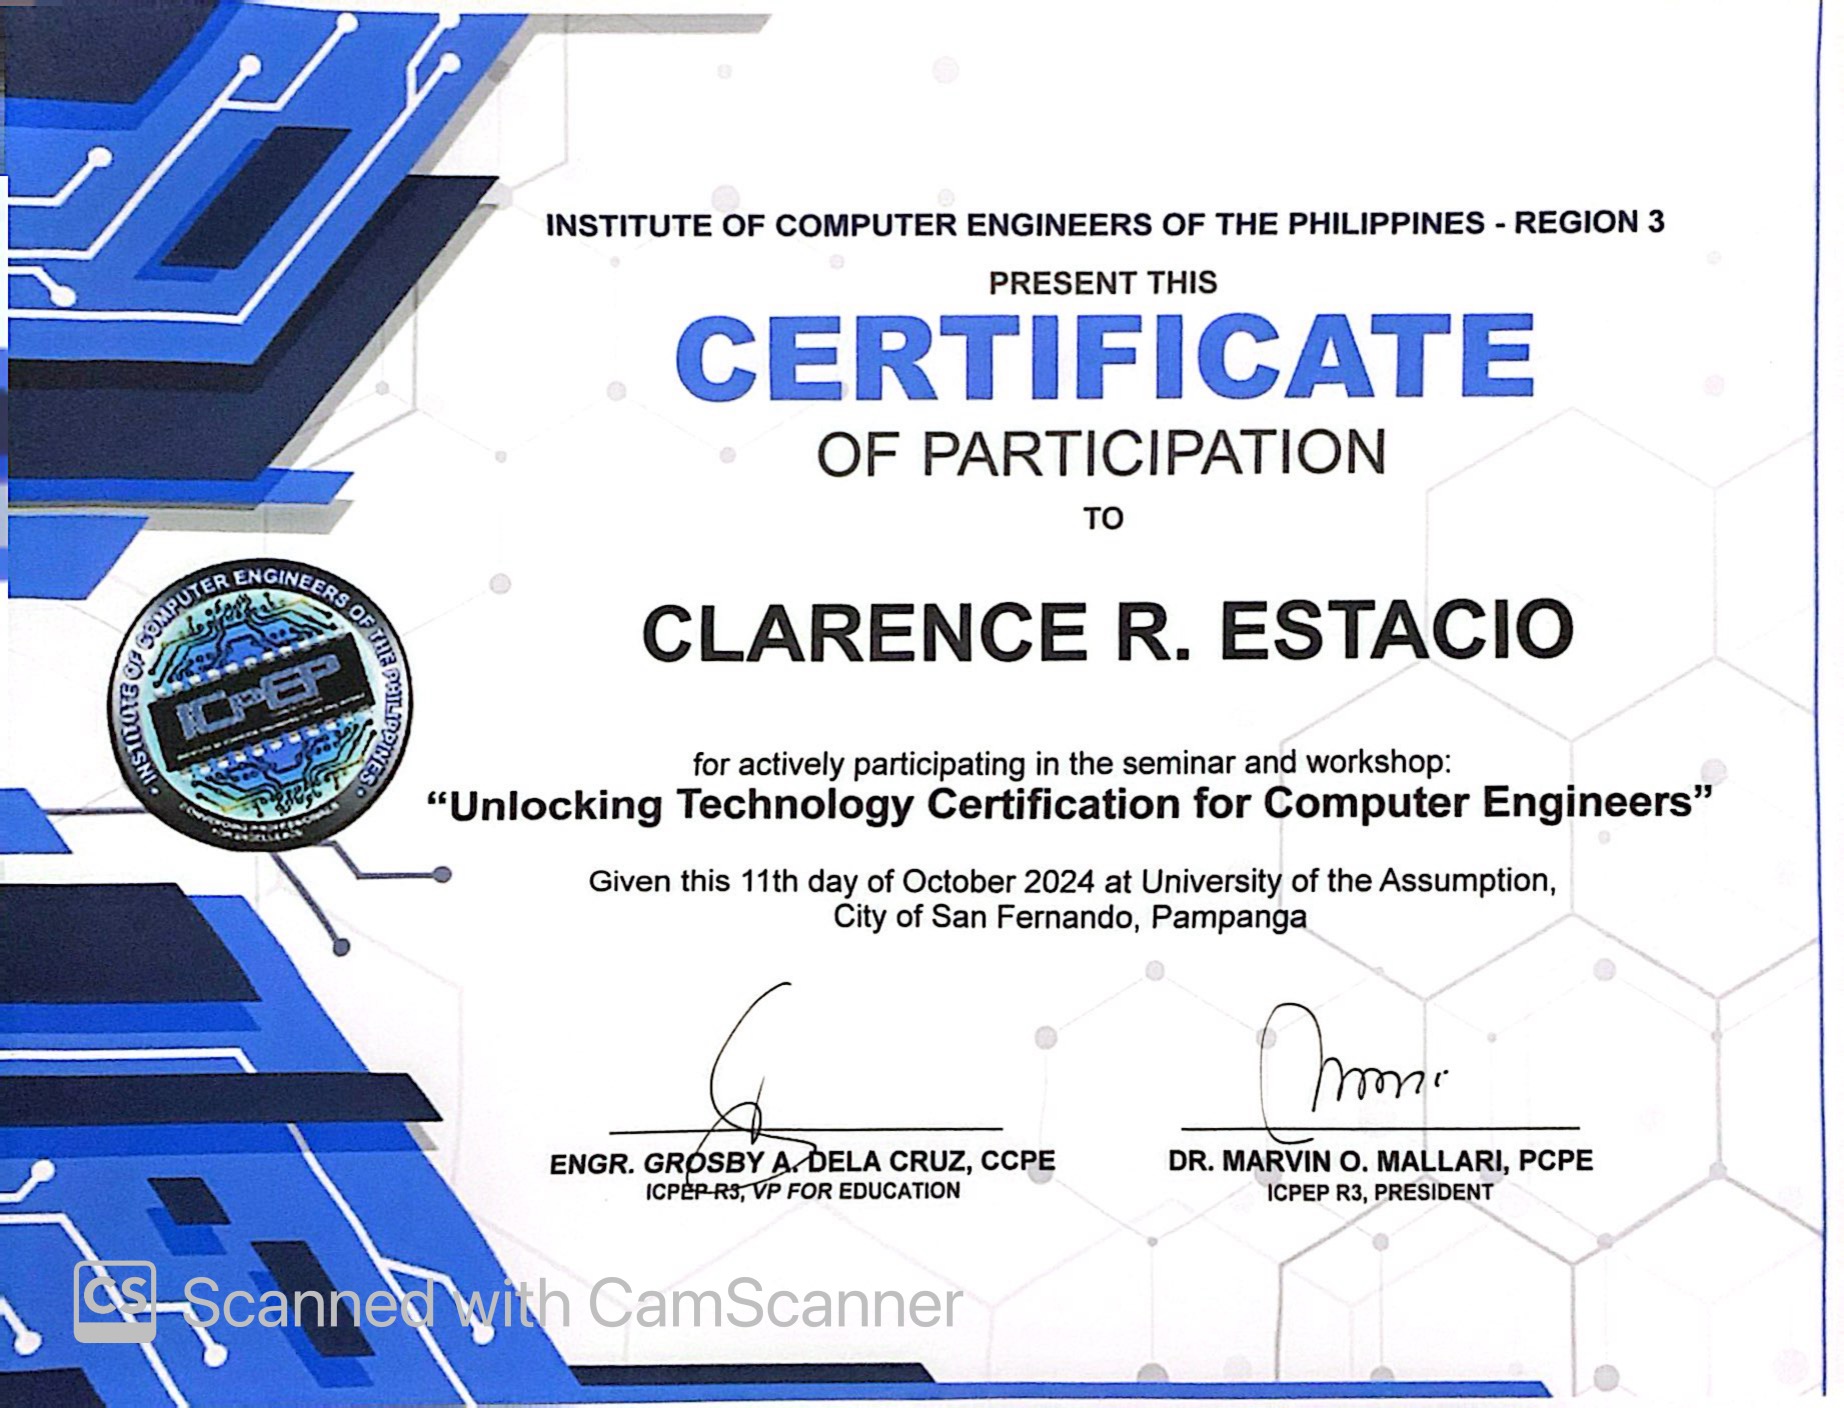 INSTITUTE OF COMPUTER ENGINEERS OF THE PHILIPPINES - REGION 3
PRESENT THIS
CERTIFICATE
OF PARTICIPATION
TO
CLARENCE R. ESTACIO
INSTITUTE OF COMPUTER ENGINEERS OF THE PHILIPPINES
ICpEP
for actively participating in the seminar and workshop:
“Unlocking Technology Certification for Computer Engineers”
Given this 11th day of October 2024 at University of the Assumption,
City of San Fernando, Pampanga
ENGR. GROSBY A. DELA CRUZ, CCPE
ICPEP R3, VP FOR EDUCATION
DR. MARVIN O. MALLARI, PCPE
ICPEP R3, PRESIDENT
CS Scanned with CamScanner